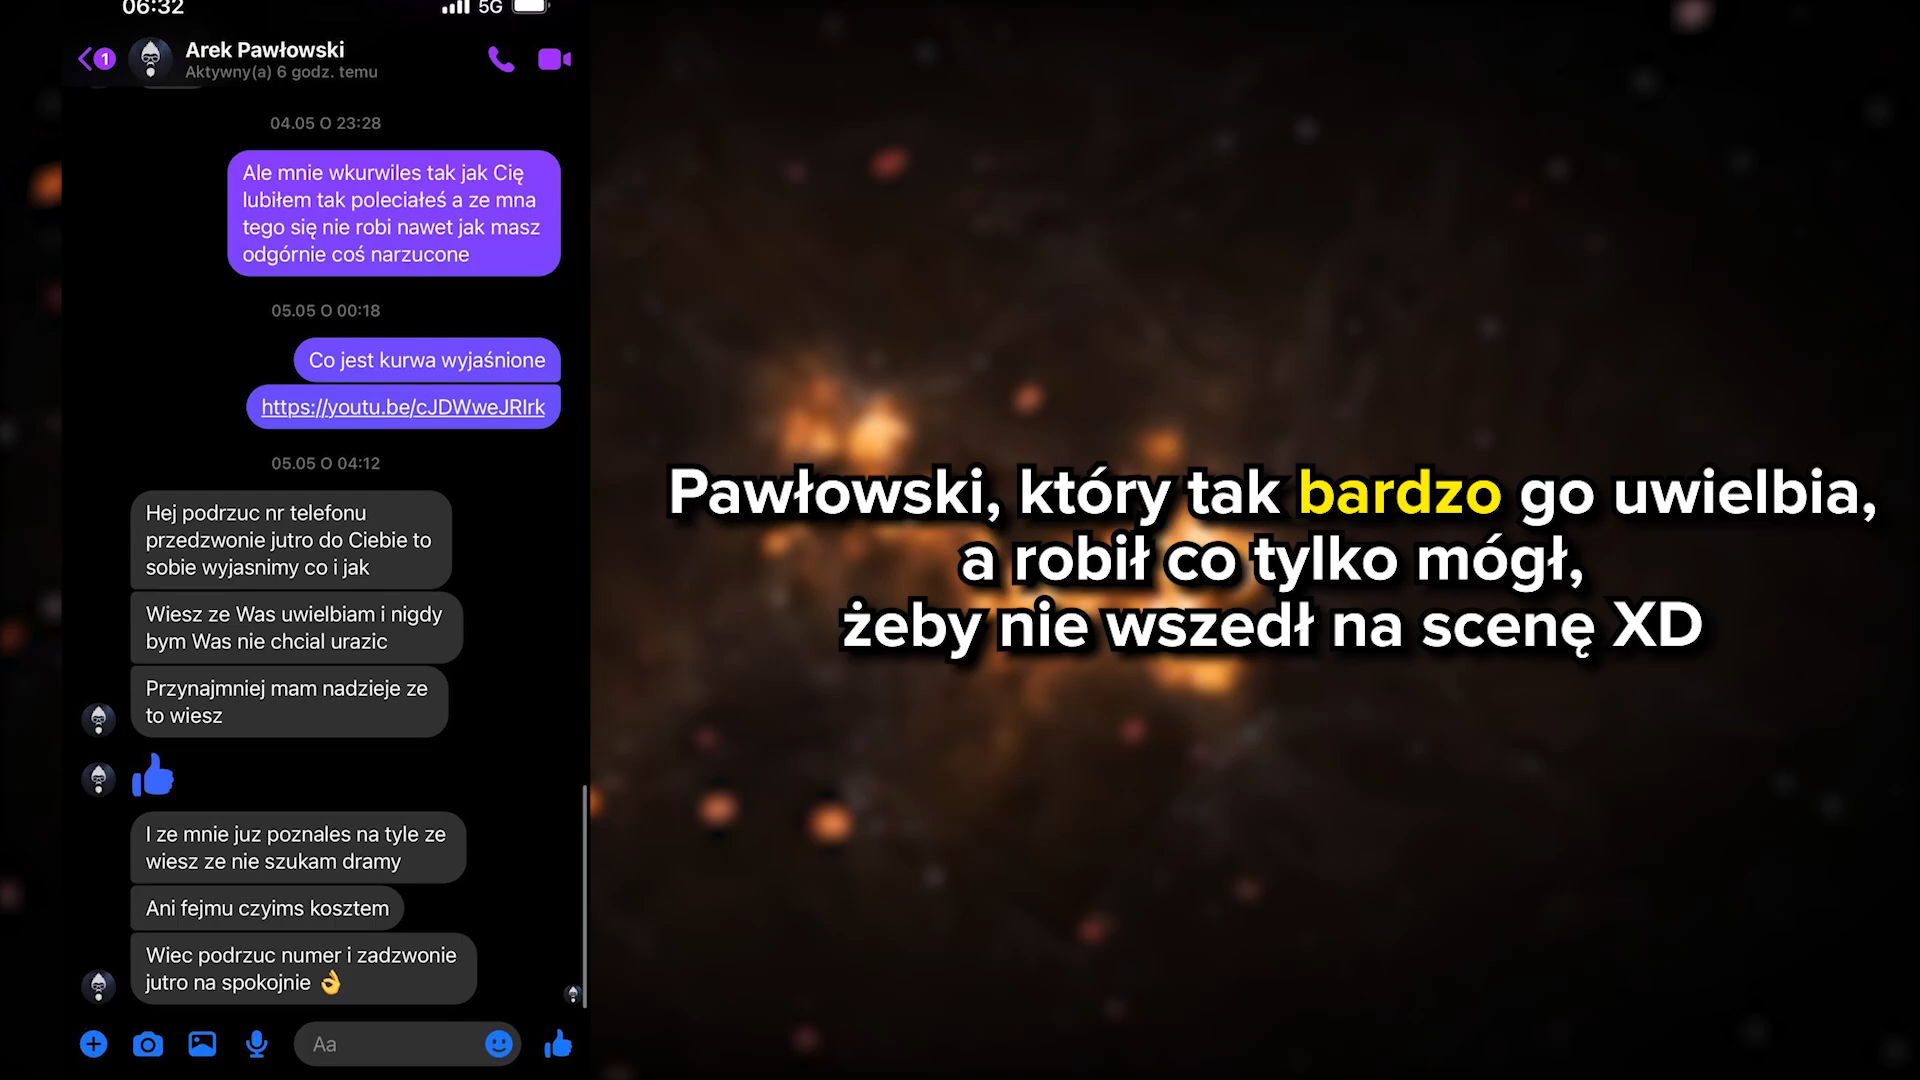 06:32
5G
1
Arek Pawłowski
Aktywny(a) 6 godz. temu
04.05 O 23:28
Ale mnie wkurwiles tak jak Cię
lubiłem tak poleciałeś a ze mna
tego się nie robi nawet jak masz
odgórnie coś narzucone
05.05 O 00:18
Co jest kurwa wyjaśnione
https://youtu.be/cJDWweJRIrk
05.05 O 04:12
Hej podrzuc nr telefonu
przedzwonie jutro do Ciebie to
sobie wyjasnimy co i jak
Wiesz ze Was uwielbiam i nigdy
bym Was nie chcial urazic
Przynajmniej mam nadzieje ze
to wiesz
I ze mnie juz poznales na tyle ze
wiesz ze nie szukam dramy
Ani fejmu czyims kosztem
Wiec podrzuc numer i zadzwonie
jutro na spokojnie 👌
Aa
Pawłowski, który tak bardzo go uwielbia,
a robił co tylko mógł,
żeby nie wszedł na scenę XD